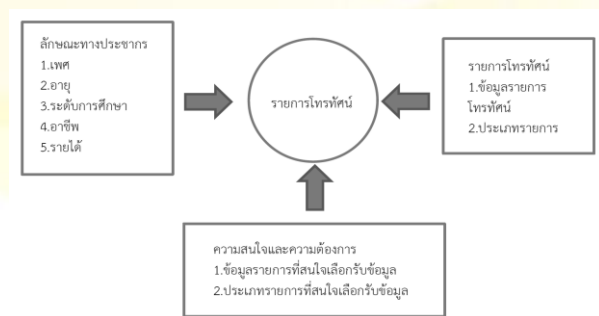 ลักษณะทางประชากร
1.เพศ
2.อายุ
3.ระดับการศึกษา
4.อาชีพ
5.รายได้
รายการโทรทัศน์
รายการโทรทัศน์
1.ข้อมูลรายการ
โทรทัศน์
2.ประเภทรายการ
ความสนใจและความต้องการ
1.ข้อมูลรายการที่สนใจเลือกรับข้อมูล
2.ประเภทรายการที่สนใจเลือกรับข้อมูล